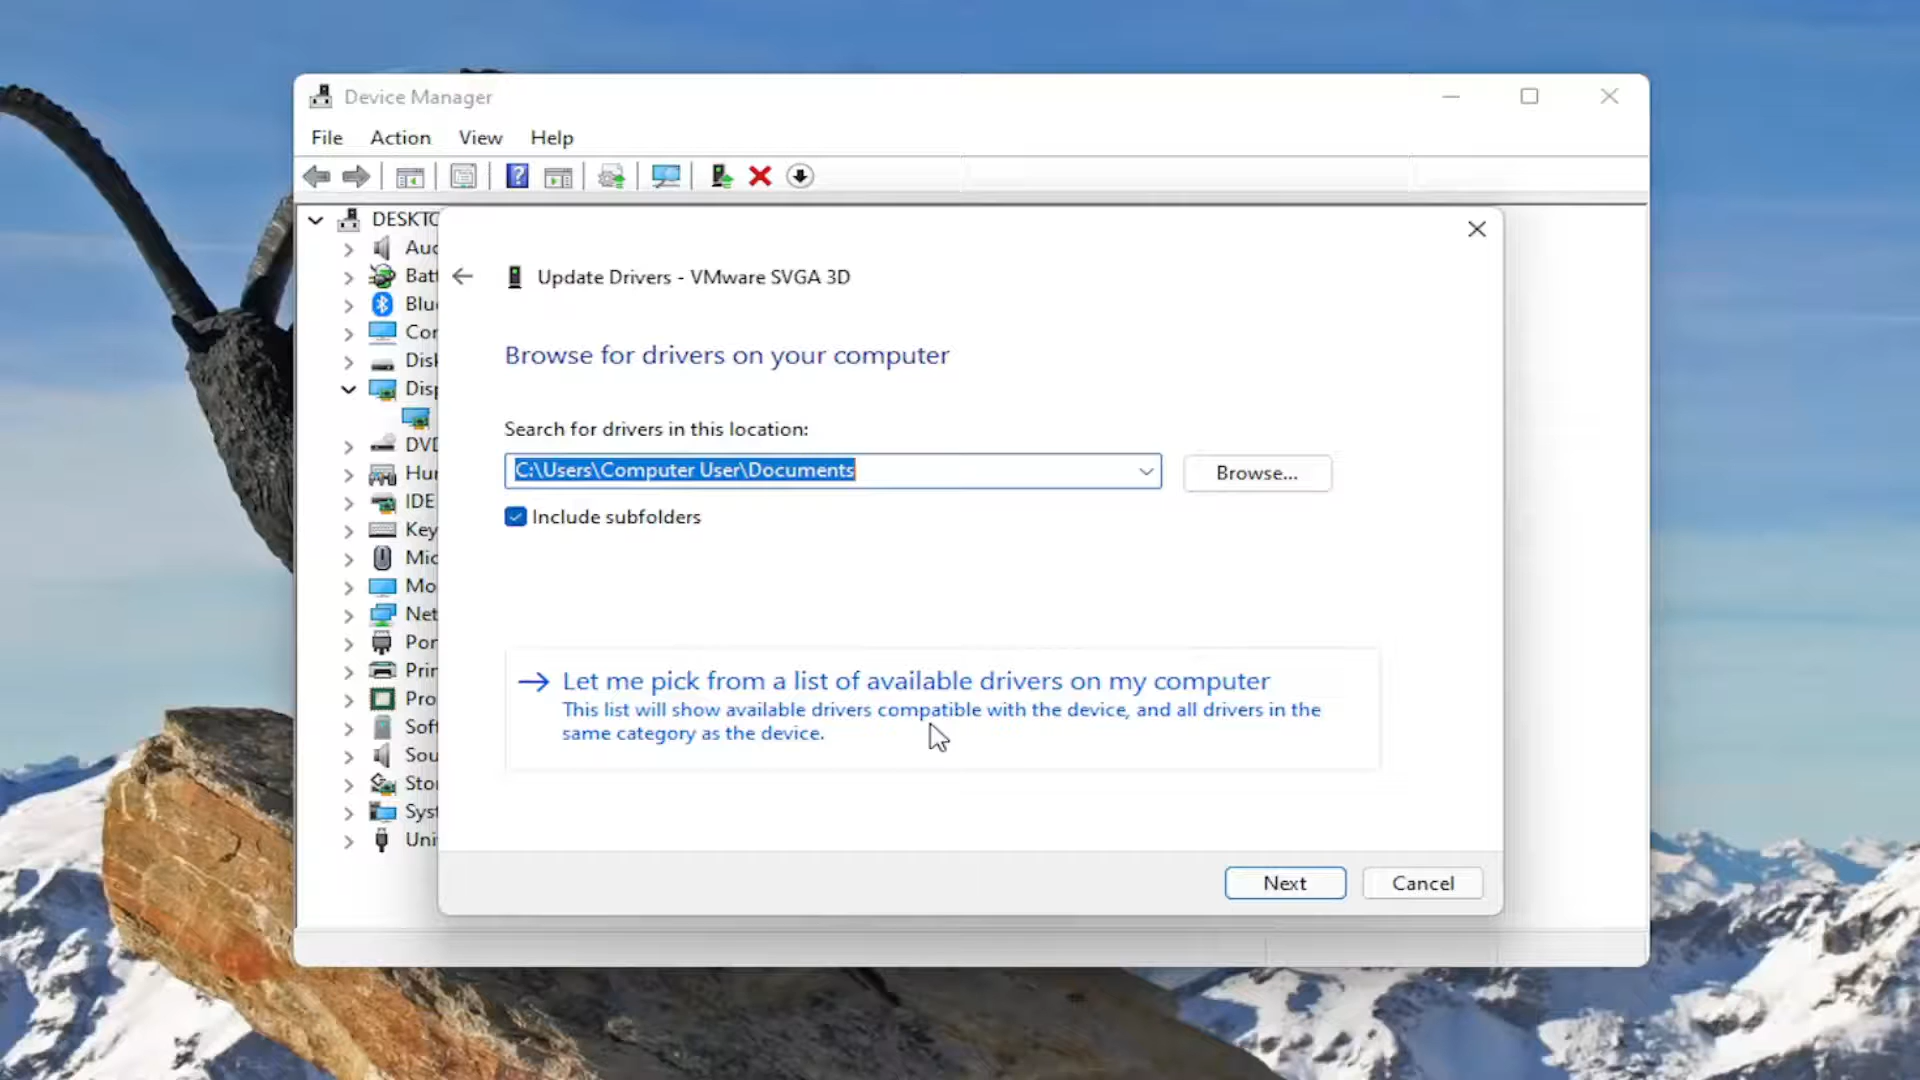 Device Manager
File Action View Help
DESKTO
Aud
Batt
Blu
Cor
Disk
Disp
DVD
Hur
IDE
Key
Mic
Mo
Net
Por
Prin
Pro
Soft
Sou
Stor
Syst
Uni
Update Drivers - VMware SVGA 3D
Browse for drivers on your computer
Search for drivers in this location:
C:\Users\Computer User\Documents
Browse...
Include subfolders
Let me pick from a list of available drivers on my computer
This list will show available drivers compatible with the device, and all drivers in the
same category as the device.
Next Cancel